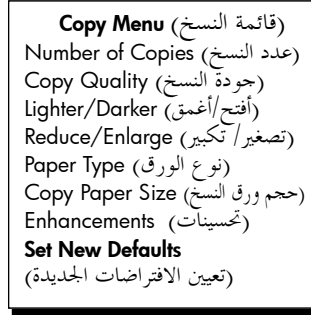 Copy Menu (قائمة النسخ)
Number of Copies (عدد النسخ)
Copy Quality (جودة النسخ)
Lighter/Darker (أفتح/أغمق)
Reduce/Enlarge (تصغير/ تكبير)
Paper Type (نوع الورق)
Copy Paper Size (حجم ورق النسخ)
Enhancements (تحسينات)
Set New Defaults
(تعيين الافتراضات الجديدة)